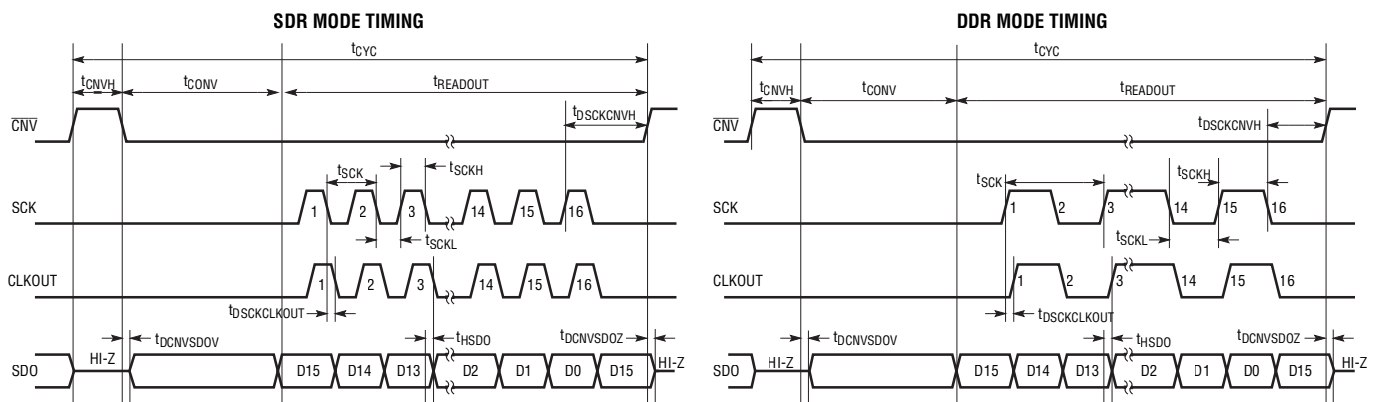 SDR MODE TIMING
tCYC
tCNVH
tCONV
tREADOUT
tDSCKCNVH
CNV
tSCK
tSCKH
SCK
1 2 3 14 15 16
tSCKL
CLKOUT
1 2 3 14 15 16
tDSCKCLKOUT
tDCNVSDOV
tHSDO
tDCNVSDOZ
SDO
HI-Z D15 D14 D13 D2 D1 D0 D15 HI-Z
DDR MODE TIMING
tCYC
tCNVH
tCONV
tREADOUT
tDSCKCNVH
CNV
tSCK
tSCKH
SCK
1 2 3 14 15 16
tSCKL
CLKOUT
1 2 3 14 15 16
tDSCKCLKOUT
tDCNVSDOV
tHSDO
tDCNVSDOZ
SDO
HI-Z D15 D14 D13 D2 D1 D0 D15 HI-Z